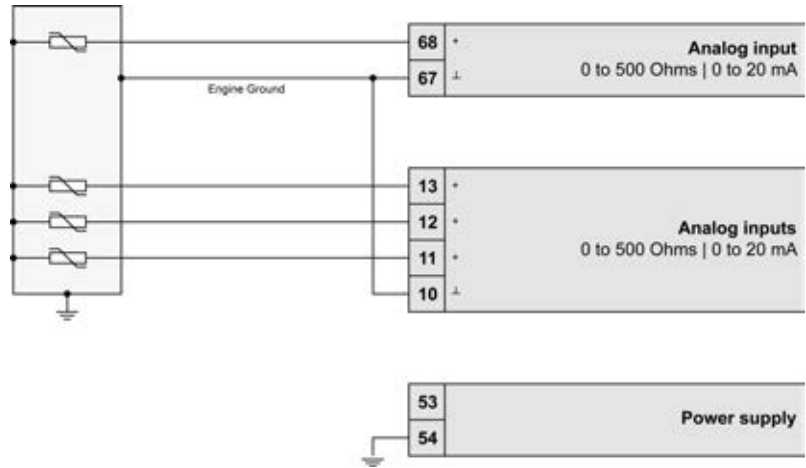 68 +
Analog input
67 ⊥
0 to 500 Ohms | 0 to 20 mA
Engine Ground
13 +
12 +
Analog inputs
0 to 500 Ohms | 0 to 20 mA
11 +
10 ⊥
53
Power supply
54